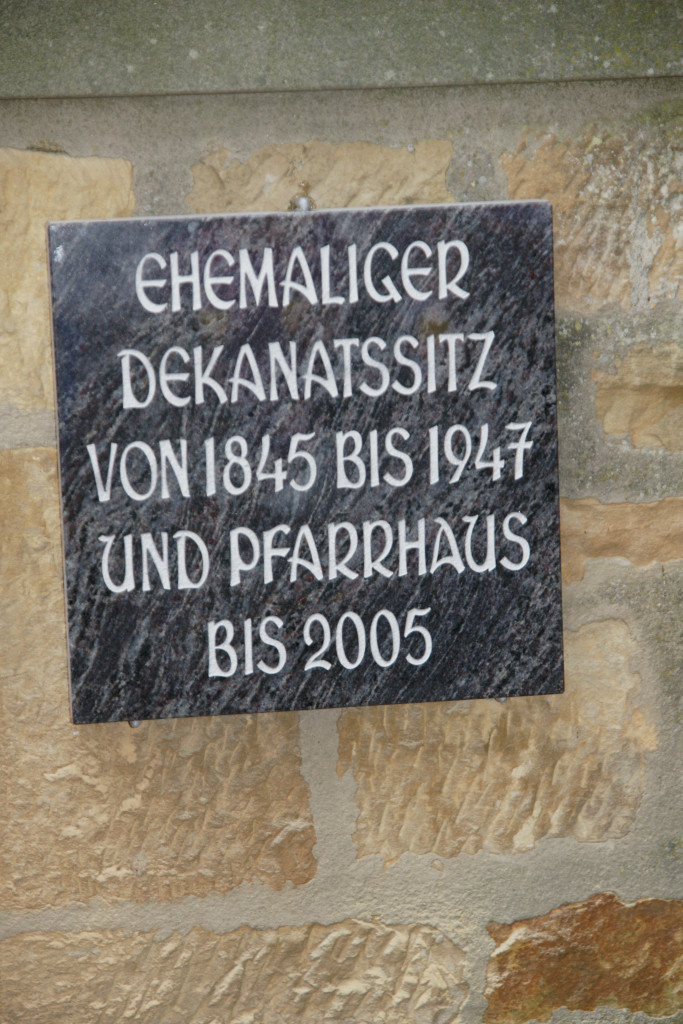 EHEMALIGER
DEKANATSSITZ
VON 1845 BIS 1947
UND PFARRHAUS
BIS 2005